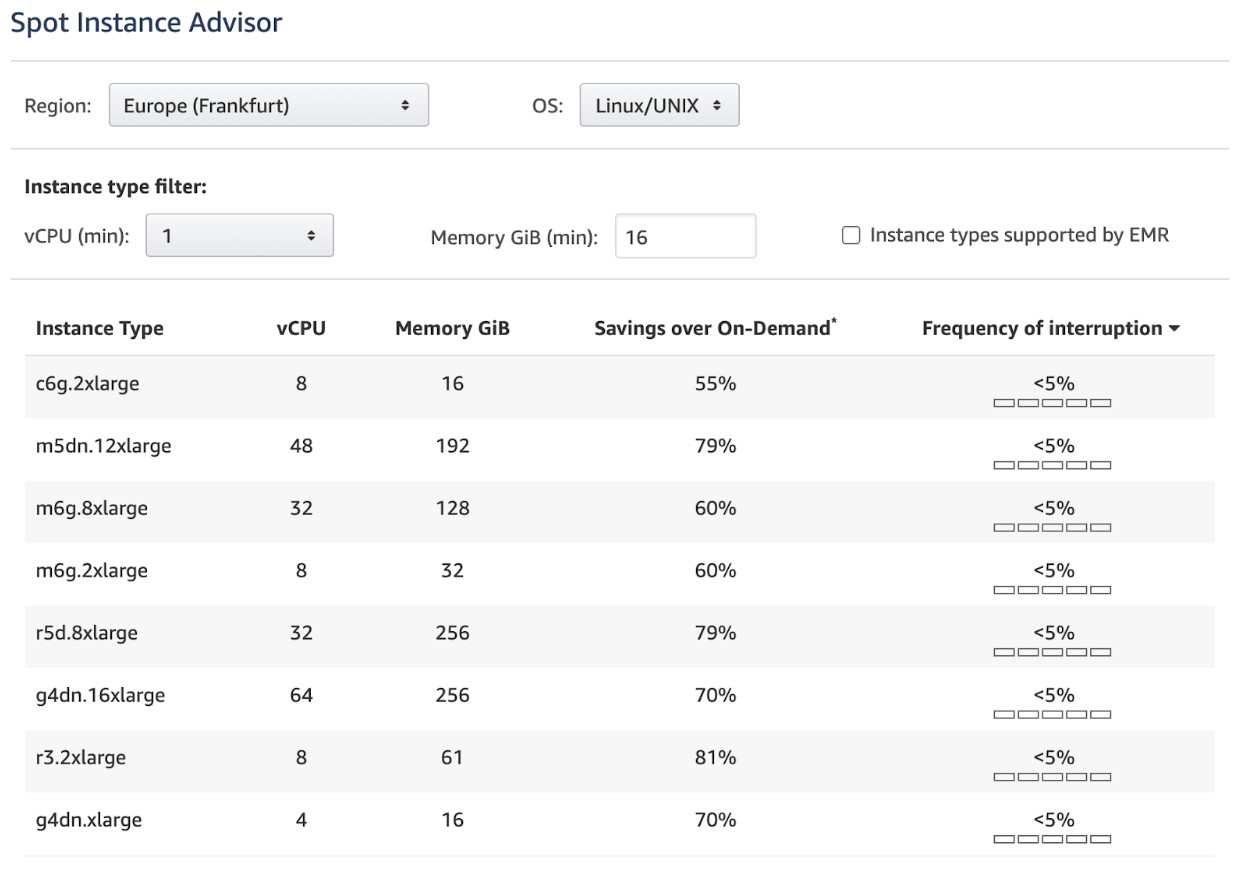 Spot Instance Advisor
Region: Europe (Frankfurt) OS: Linux/UNIX
Instance type filter:
vCPU (min): 1 Memory GiB (min): 16 Instance types supported by EMR
Instance Type vCPU Memory GiB Savings over On-Demand* Frequency of interruption
c6g.2xlarge 8 16 55% <5%
m5dn.12xlarge 48 192 79% <5%
m6g.8xlarge 32 128 60% <5%
m6g.2xlarge 8 32 60% <5%
r5d.8xlarge 32 256 79% <5%
g4dn.16xlarge 64 256 70% <5%
r3.2xlarge 8 61 81% <5%
g4dn.xlarge 4 16 70% <5%